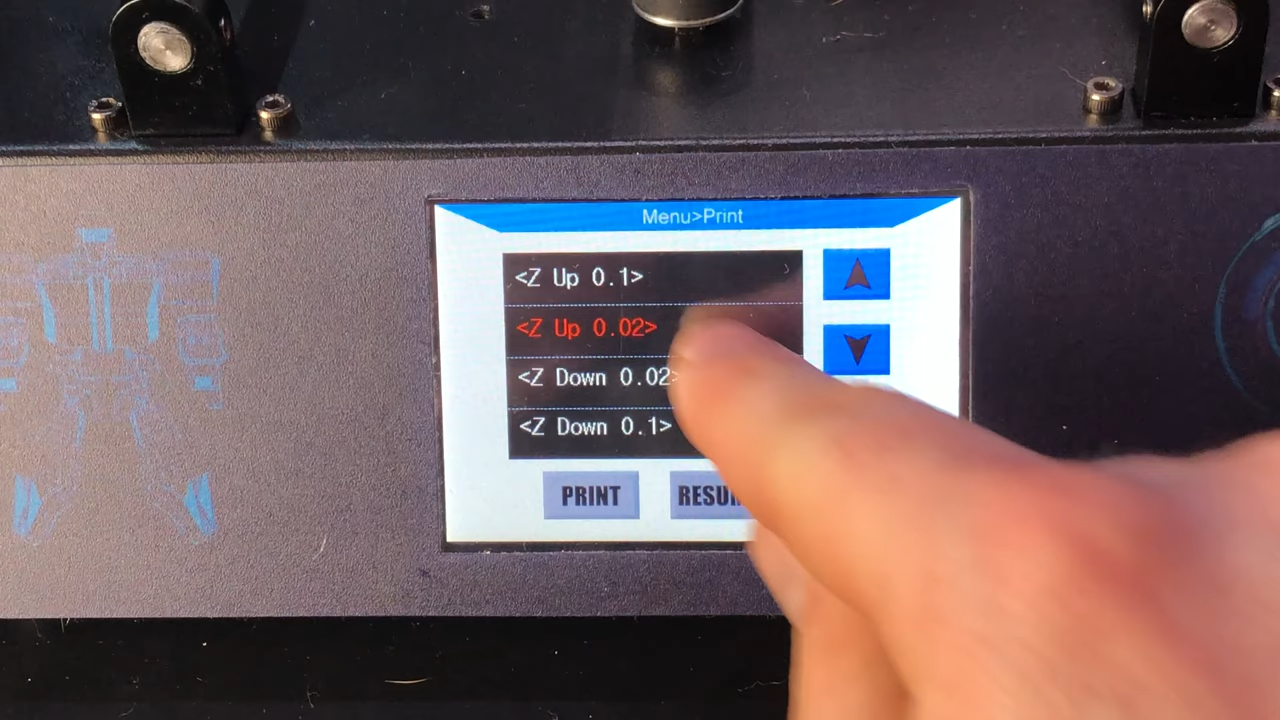 Menu>Print
<Z Up 0.1>
<Z Up 0.02>
<Z Down 0.02>
<Z Down 0.1>
PRINT